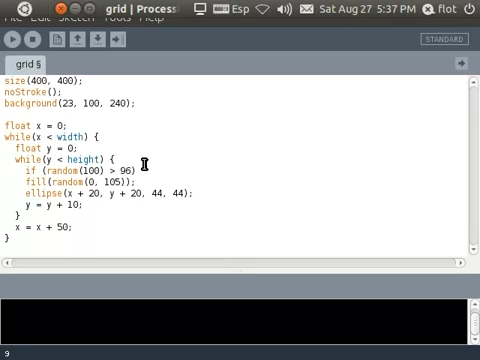 grid | Process
Esp
Sat Aug 27 5:37 PM
flot
File Edit Sketch Tools Help
STANDARD
grid §
size(400, 400);
noStroke();
background(23, 100, 240);
float x = 0;
while(x < width) {
float y = 0;
while(y < height) {
if (random(100) > 96)
fill(random(0, 105));
ellipse(x + 20, y + 20, 44, 44);
y = y + 10;
}
x = x + 50;
}
9